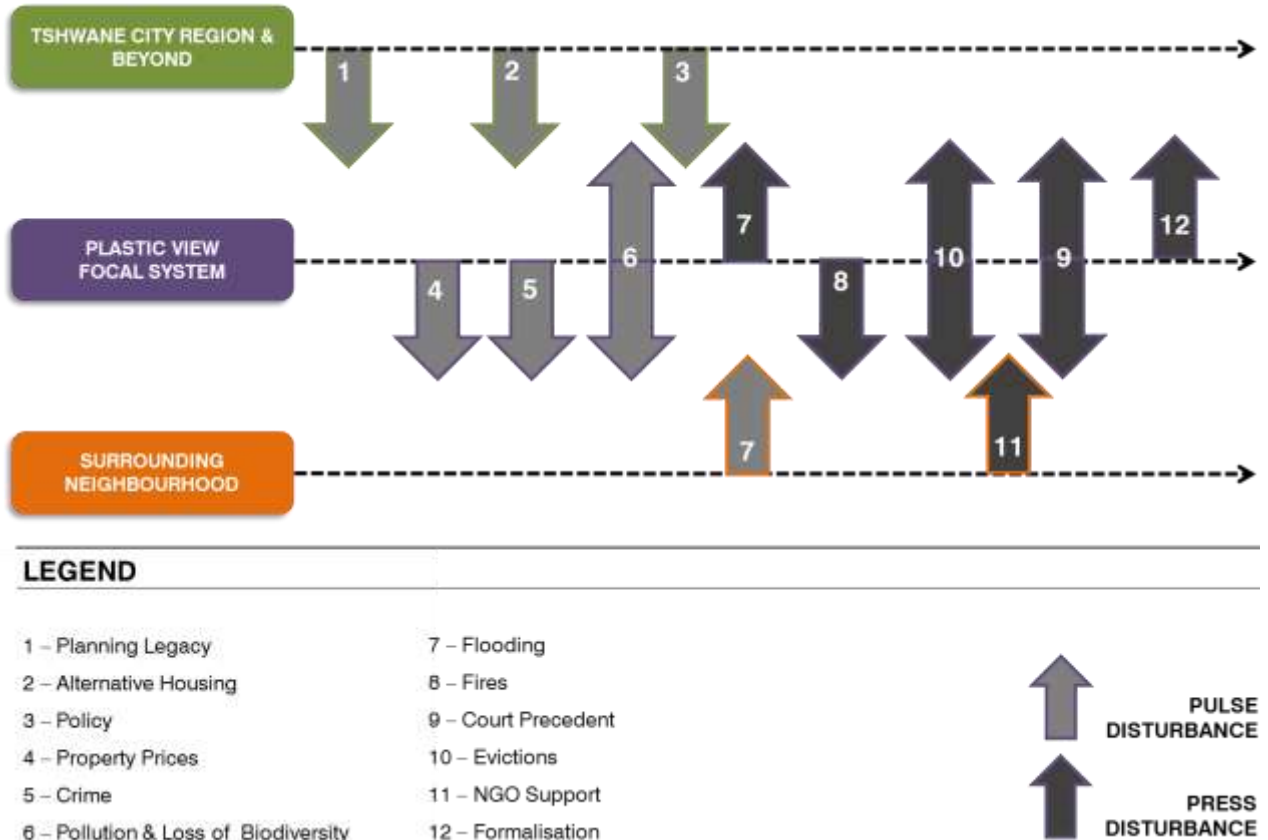 TSHWANE CITY REGION &
BEYOND
1
2
3
PLASTIC VIEW
FOCAL SYSTEM
4
5
6
7
8
10
9
12
SURROUNDING
NEIGHBOURHOOD
7
11
LEGEND
1 – Planning Legacy
2 – Alternative Housing
3 – Policy
4 – Property Prices
5 – Crime
6 – Pollution & Loss of Biodiversity
7 – Flooding
8 – Fires
9 – Court Precedent
10 – Evictions
11 – NGO Support
12 – Formalisation
PULSE
DISTURBANCE
PRESS
DISTURBANCE